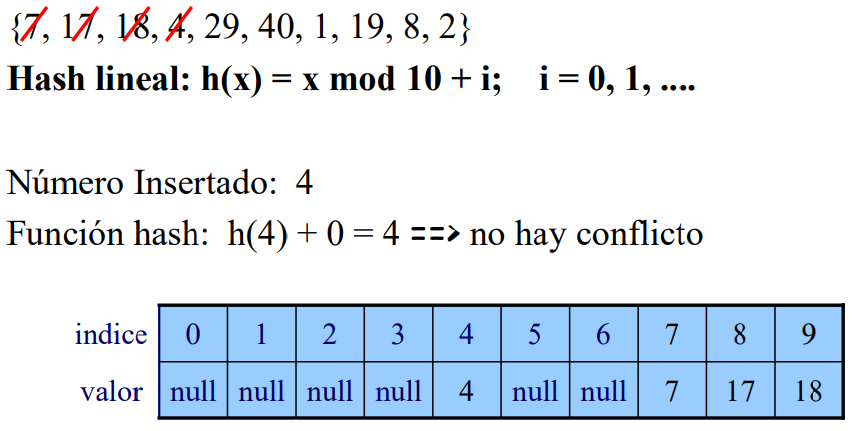 {7, 17, 18, 4, 29, 40, 1, 19, 8, 2}
Hash lineal: h(x) = x mod 10 + i; i = 0, 1, ....
Número Insertado: 4
Función hash: h(4) + 0 = 4 ==> no hay conflicto
indice 0 1 2 3 4 5 6 7 8 9
valor null null null null 4 null null 7 17 18